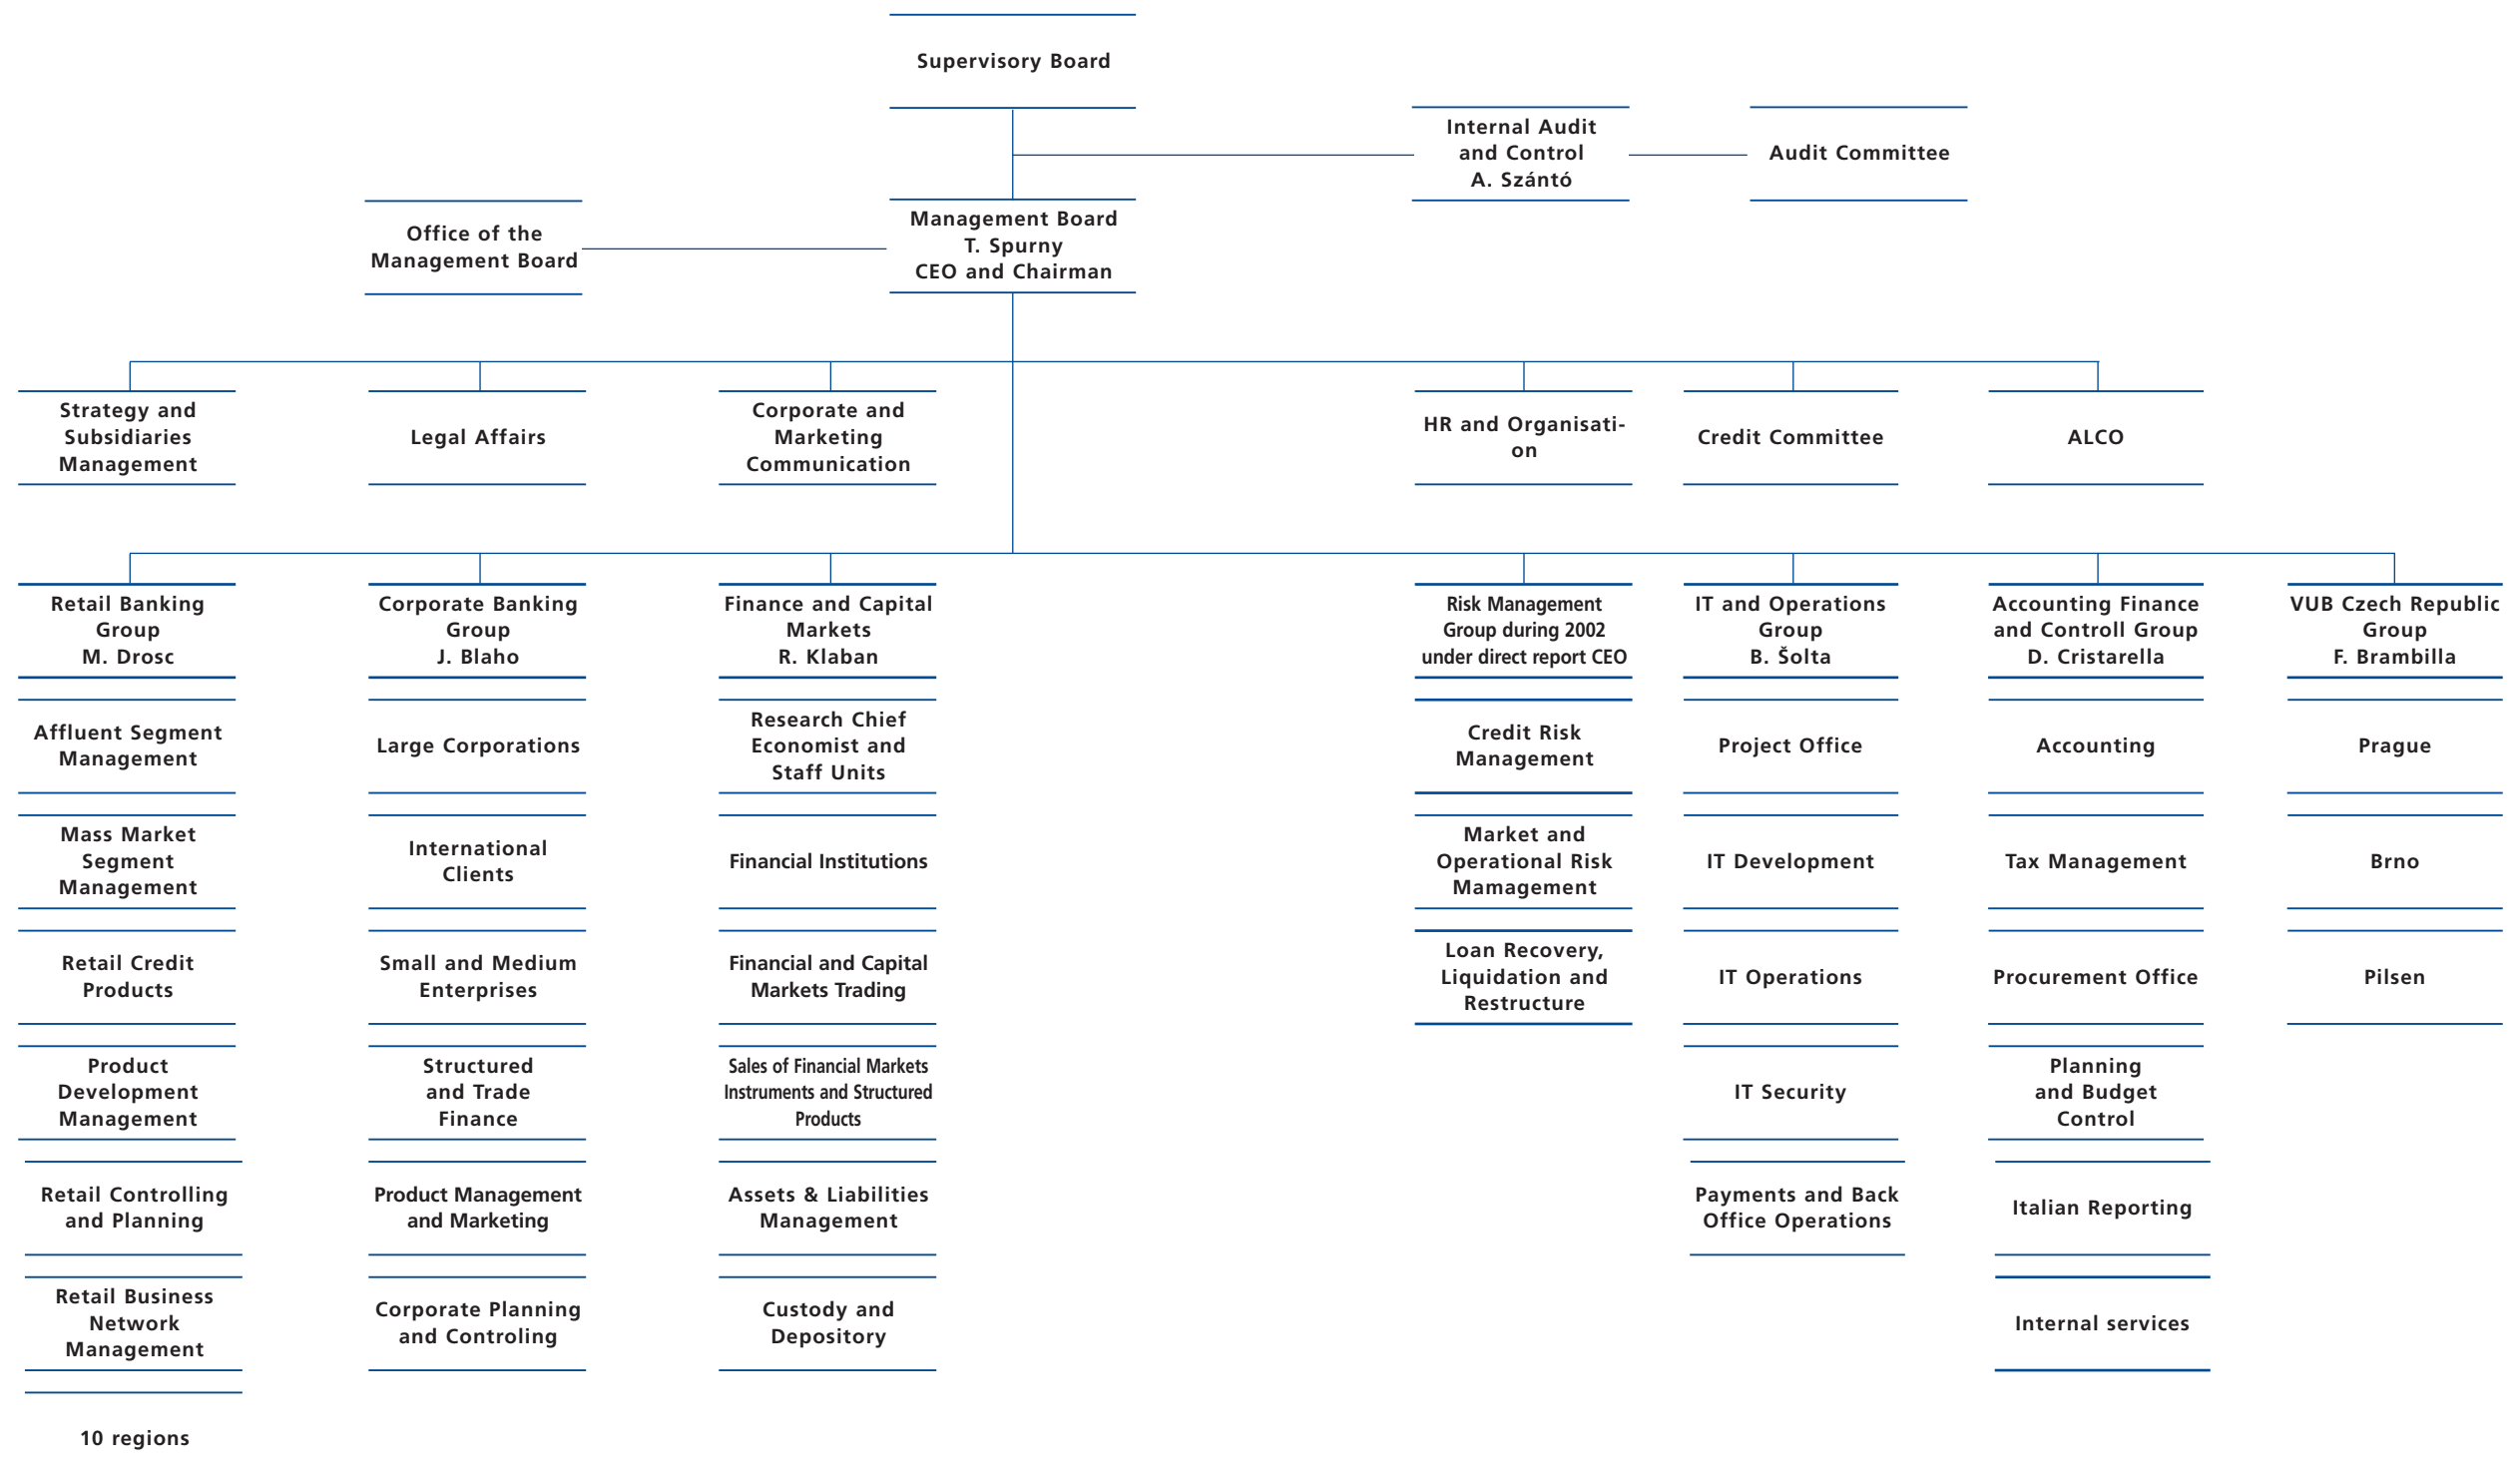 Supervisory Board
Internal Audit
and Control
A. Szántó
Audit Committee
Office of the
Management Board
Management Board
T. Spurny
CEO and Chairman
Strategy and
Subsidiaries
Management
Legal Affairs
Corporate and
Marketing
Communication
HR and Organisati-
on
Credit Committee
ALCO
Retail Banking
Group
M. Drosc
Corporate Banking
Group
J. Blaho
Finance and Capital
Markets
R. Klaban
Risk Management
Group during 2002
under direct report CEO
IT and Operations
Group
B. Šolta
Accounting Finance
and Controll Group
D. Cristarella
VUB Czech Republic
Group
F. Brambilla
Affluent Segment
Management
Large Corporations
Research Chief
Economist and
Staff Units
Credit Risk
Management
Project Office
Accounting
Prague
Mass Market
Segment
Management
International
Clients
Financial Institutions
Market and
Operational Risk
Mamagement
IT Development
Tax Management
Brno
Retail Credit
Products
Small and Medium
Enterprises
Financial and Capital
Markets Trading
Loan Recovery,
Liquidation and
Restructure
IT Operations
Procurement Office
Pilsen
Product
Development
Management
Structured
and Trade
Finance
Sales of Financial Markets
Instruments and Structured
Products
IT Security
Planning
and Budget
Control
Retail Controlling
and Planning
Product Management
and Marketing
Assets & Liabilities
Management
Payments and Back
Office Operations
Italian Reporting
Retail Business
Network
Management
Corporate Planning
and Controling
Custody and
Depository
Internal services
10 regions